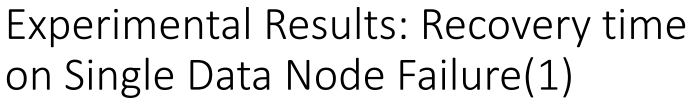 Experimental Results: Recovery time
on Single Data Node Failure(1)